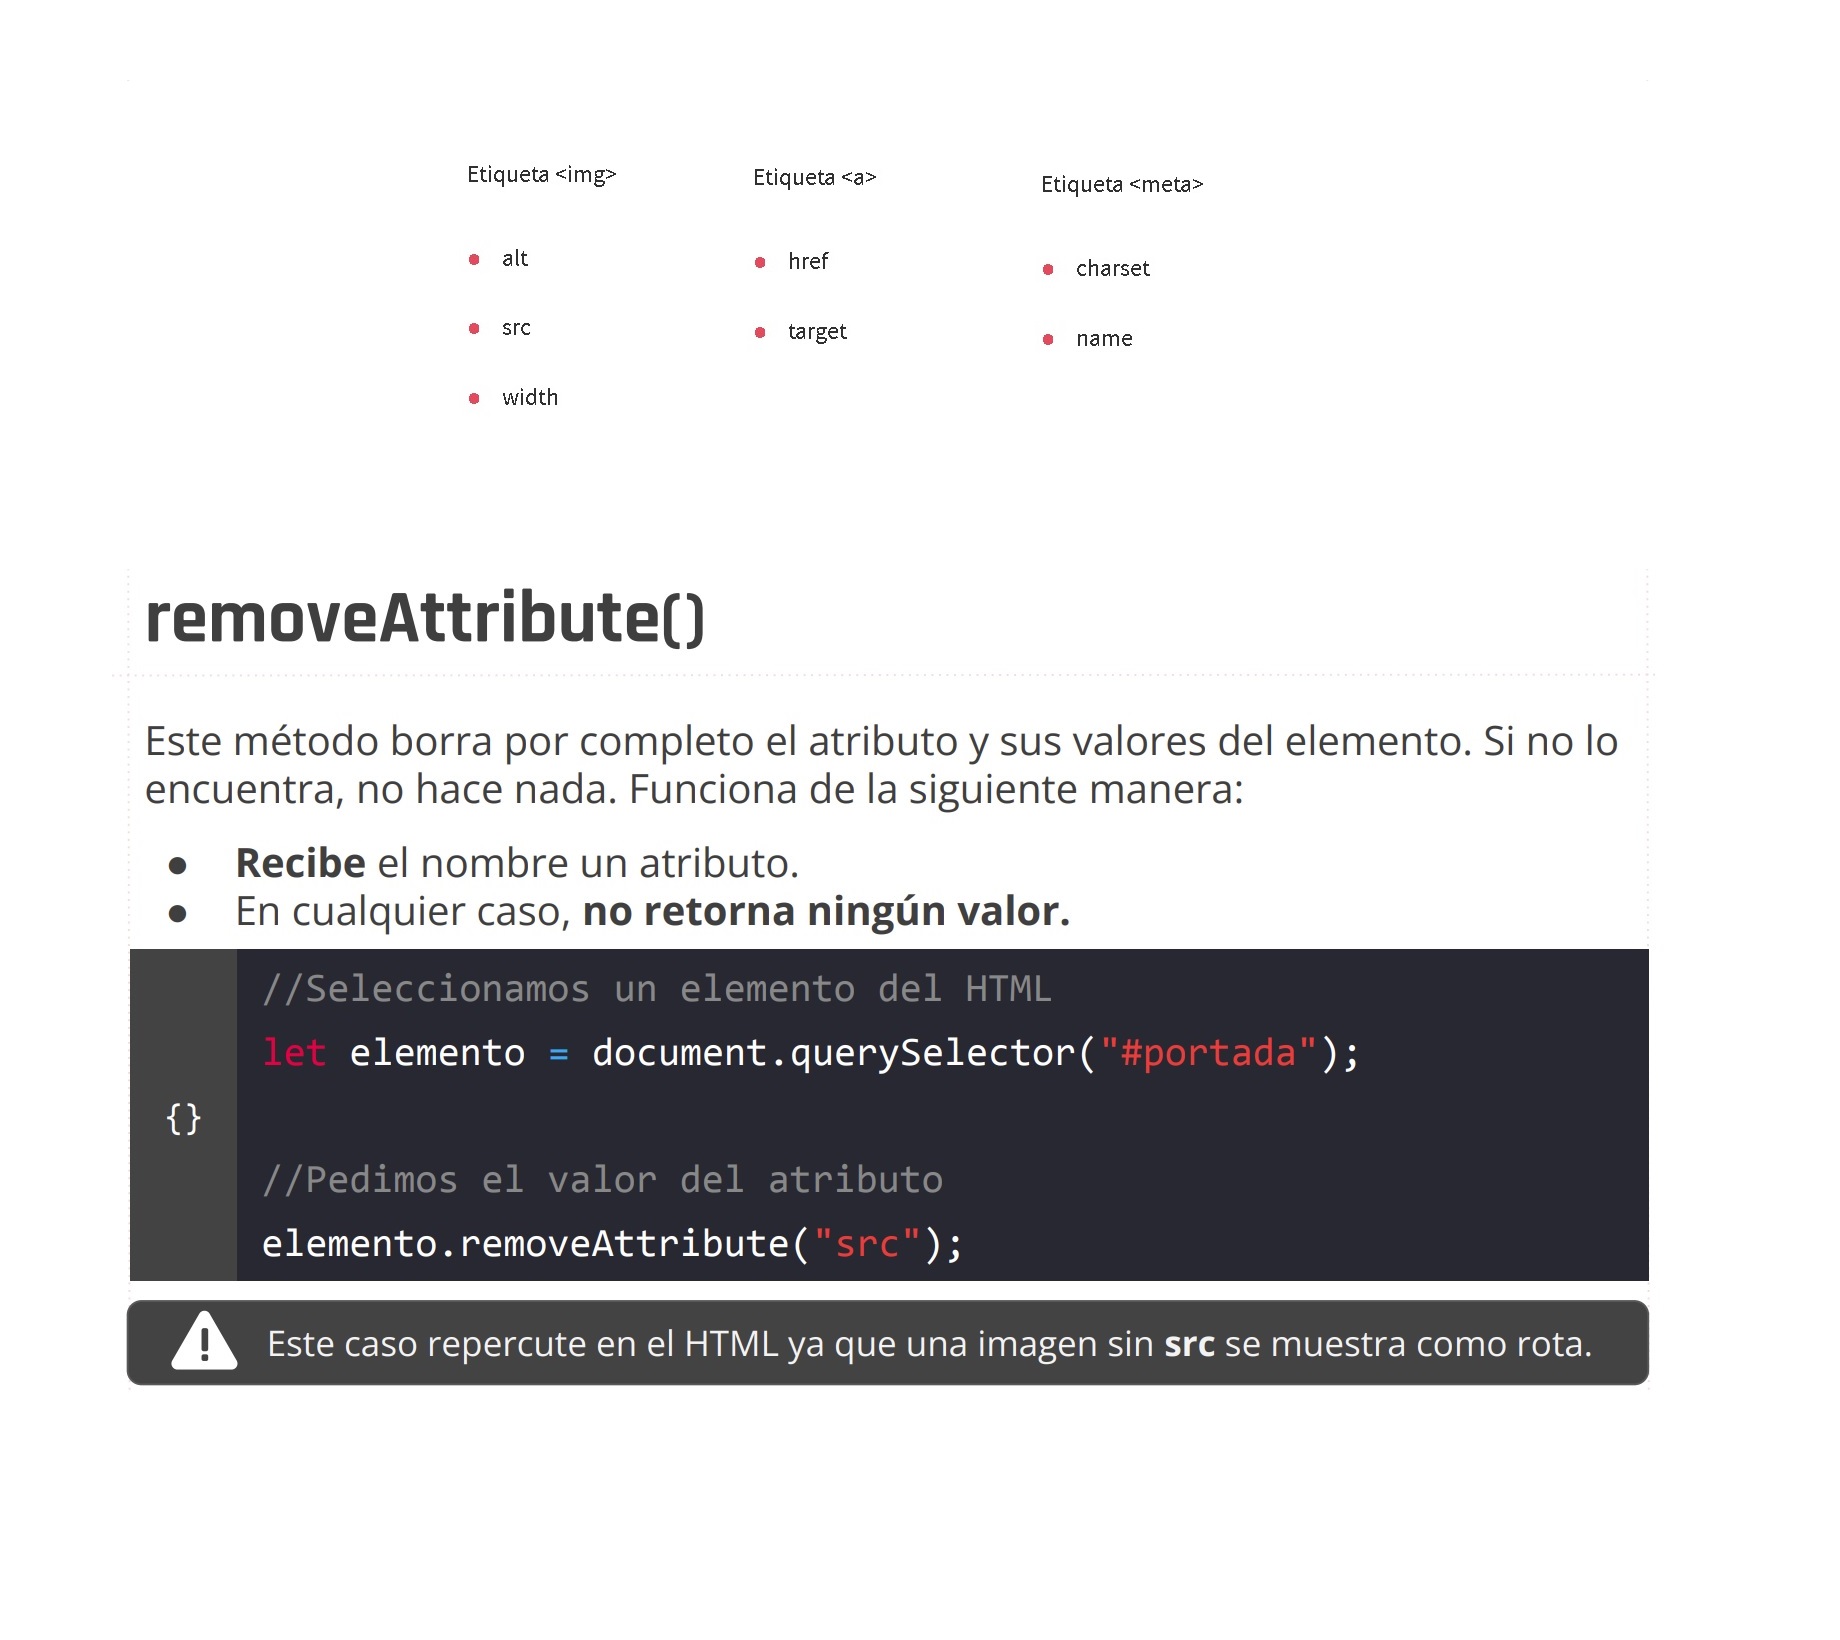 Etiqueta <img>
alt
src
width
Etiqueta <a>
href
target
Etiqueta <meta>
charset
name
removeAttribute()
Este método borra por completo el atributo y sus valores del elemento. Si no lo
encuentra, no hace nada. Funciona de la siguiente manera:
● Recibe el nombre un atributo.
● En cualquier caso, no retorna ningún valor.
{}
//Seleccionamos un elemento del HTML
let elemento = document.querySelector("#portada");
//Pedimos el valor del atributo
elemento.removeAttribute("src");
Este caso repercute en el HTML ya que una imagen sin src se muestra como rota.